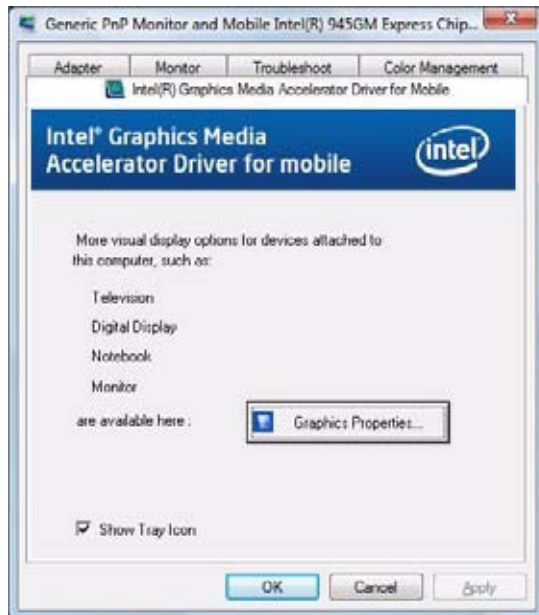 Generic PnP Monitor and Mobile Intel(R) 945GM Express Chip...
Adapter Monitor Troubleshoot Color Management
Intel(R) Graphics Media Accelerator Driver for Mobile
Intel® Graphics Media
Accelerator Driver for mobile
intel
More visual display options for devices attached to
this computer, such as:
Television
Digital Display
Notebook
Monitor
are available here :
Graphics Properties...
Show Tray Icon
OK Cancel Apply